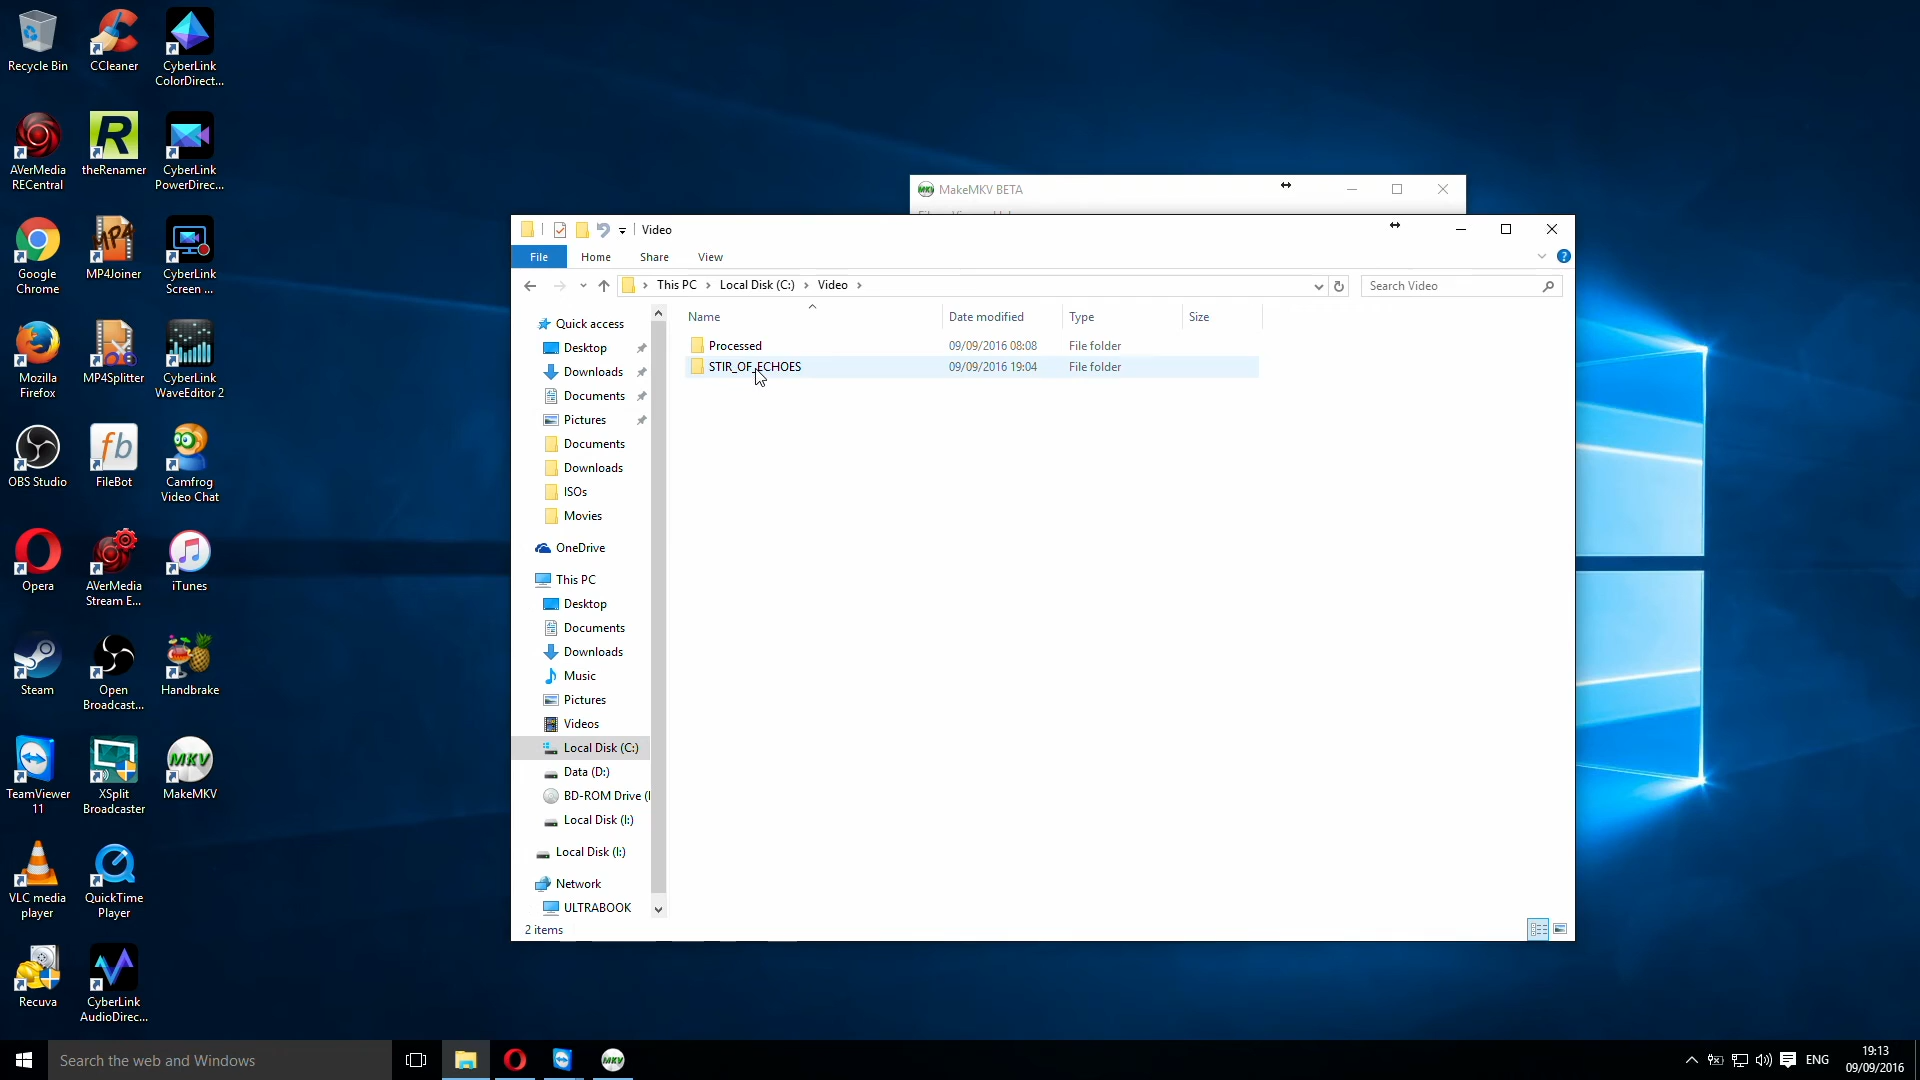 Recycle Bin
CCleaner
CyberLink
ColorDirect...
AVerMedia
RECentral
theRenamer
CyberLink
PowerDirec...
Google
Chrome
MP4Joiner
CyberLink
Screen ...
Mozilla
Firefox
MP4Splitter
CyberLink
WaveEditor 2
OBS Studio
FileBot
Camfrog
Video Chat
Opera
AVerMedia
Stream E...
iTunes
Steam
Open
Broadcast...
Handbrake
TeamViewer
11
XSplit
Broadcaster
MakeMKV
VLC media
player
QuickTime
Player
Recuva
CyberLink
AudioDirec...
MakeMKV BETA
Video
File Home Share View
This PC Local Disk (C:) Video
Search Video
Name Date modified Type Size
Processed 09/09/2016 08:08 File folder
STIR_OF_ECHOES 09/09/2016 19:04 File folder
Quick access
Desktop
Downloads
Documents
Pictures
Documents
Downloads
ISOs
Movies
OneDrive
This PC
Desktop
Documents
Downloads
Music
Pictures
Videos
Local Disk (C:)
Data (D:)
BD-ROM Drive (
Local Disk (I:)
Local Disk (I:)
Network
ULTRABOOK
2 items
Search the web and Windows
ENG
19:13
09/09/2016